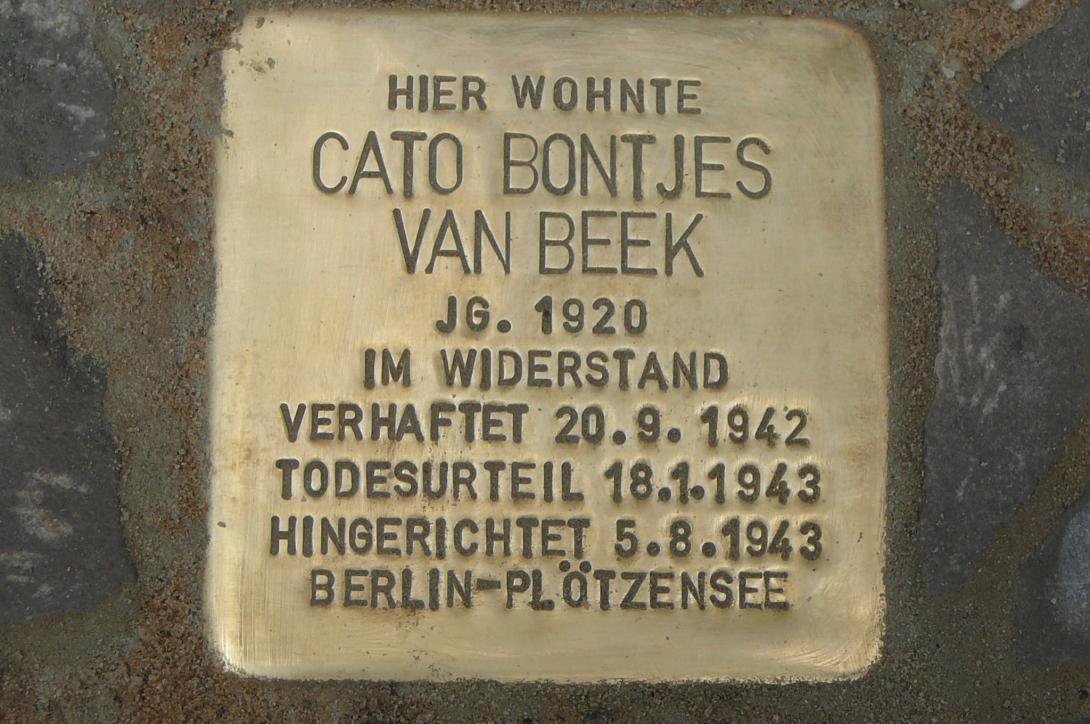 HIER WOHNTE
CATO BONTJES
VAN BEEK
JG. 1920
IM WIDERSTAND
VERHAFTET 20.9.1942
TODESURTEIL 18.1.1943
HINGERICHTET 5.8.1943
BERLIN-PLÖTZENSEE